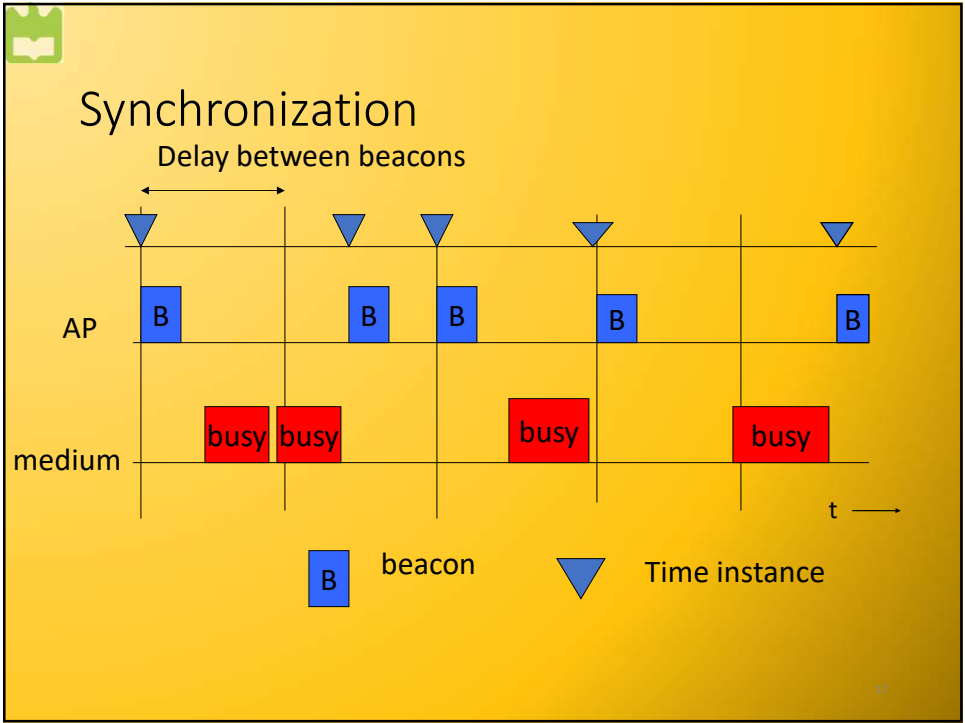 Synchronization
Delay between beacons
AP
B
B
B
B
B
medium
busy
busy
busy
busy
t
B
beacon
Time instance